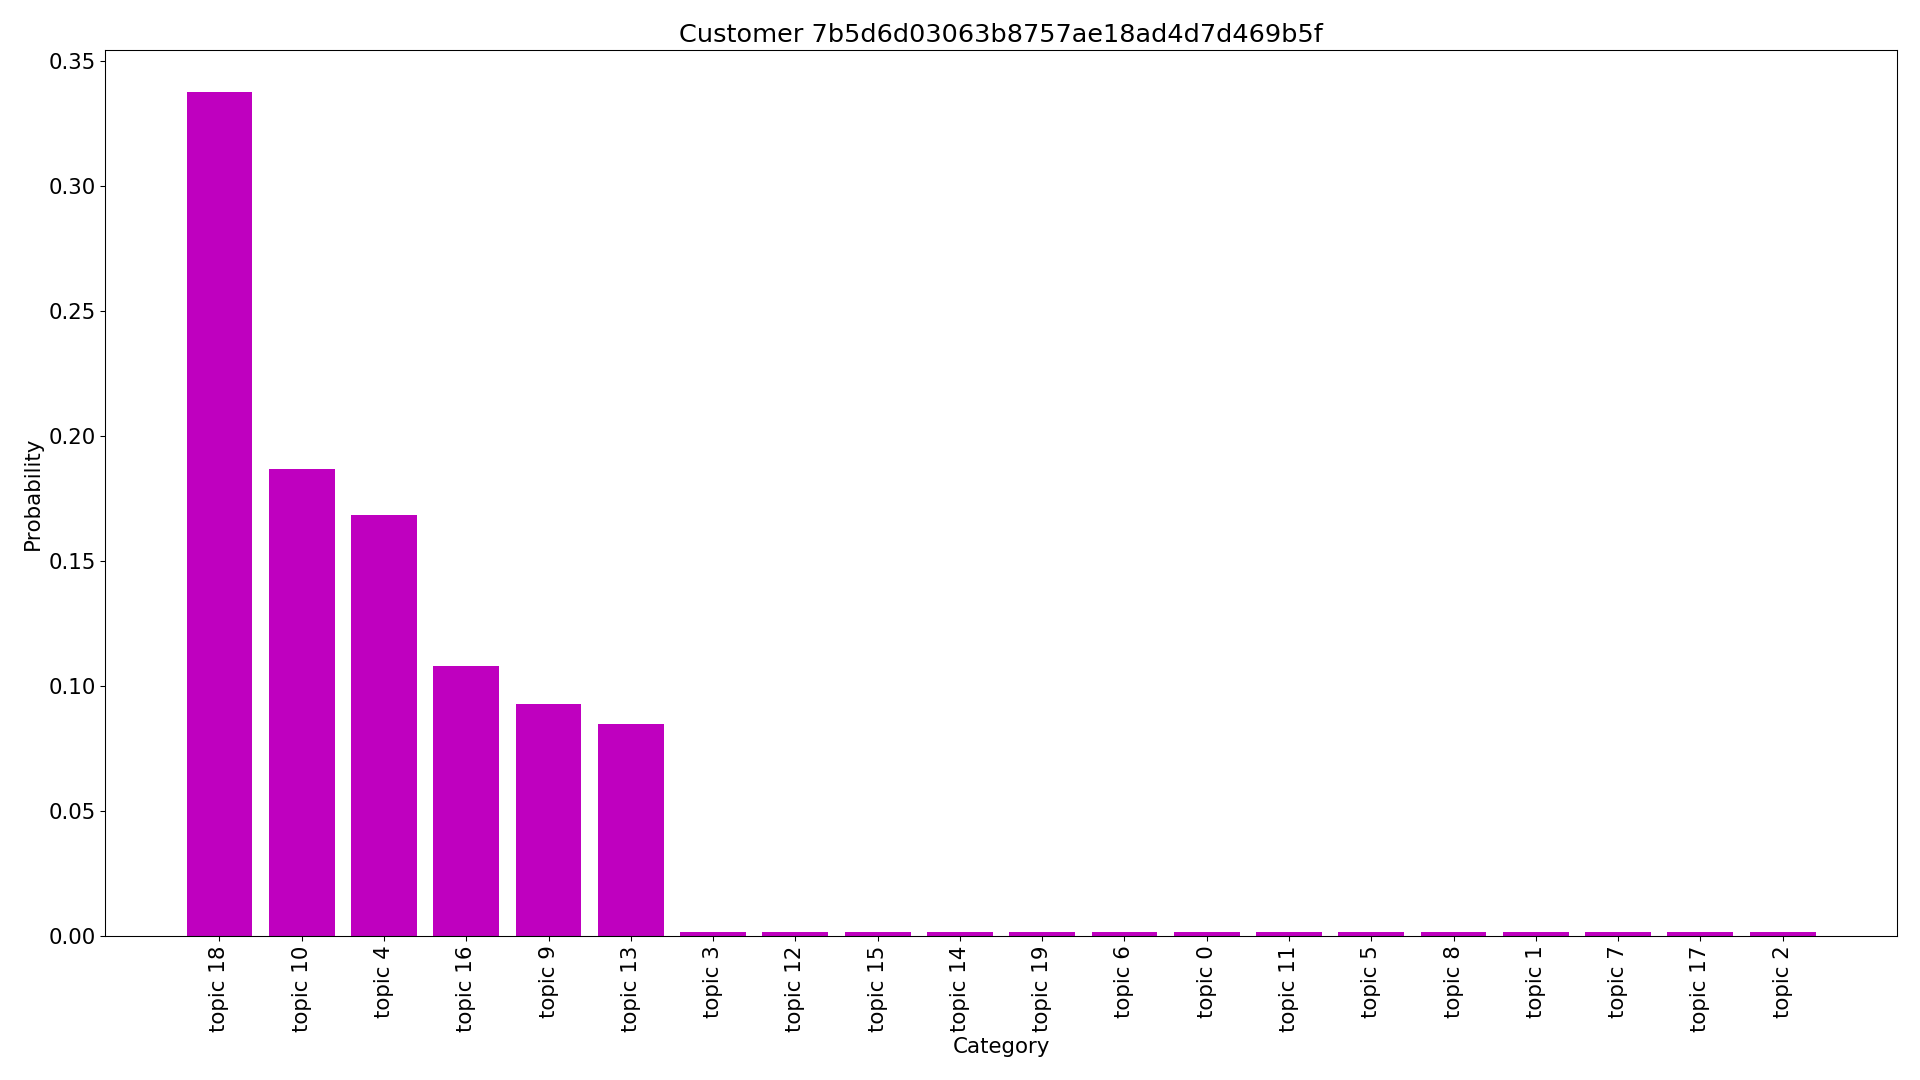 Customer 7b5d6d03063b8757ae18ad4d7d469b5f
0.35
0.30
0.25
0.20
0.15
0.10
0.05
0.00
Probability
topic 18
topic 10
topic 4
topic 16
topic 9
topic 13
topic 3
topic 12
topic 15
topic 14
topic 19
topic 6
topic 0
topic 11
topic 5
topic 8
topic 1
topic 7
topic 17
topic 2
Category